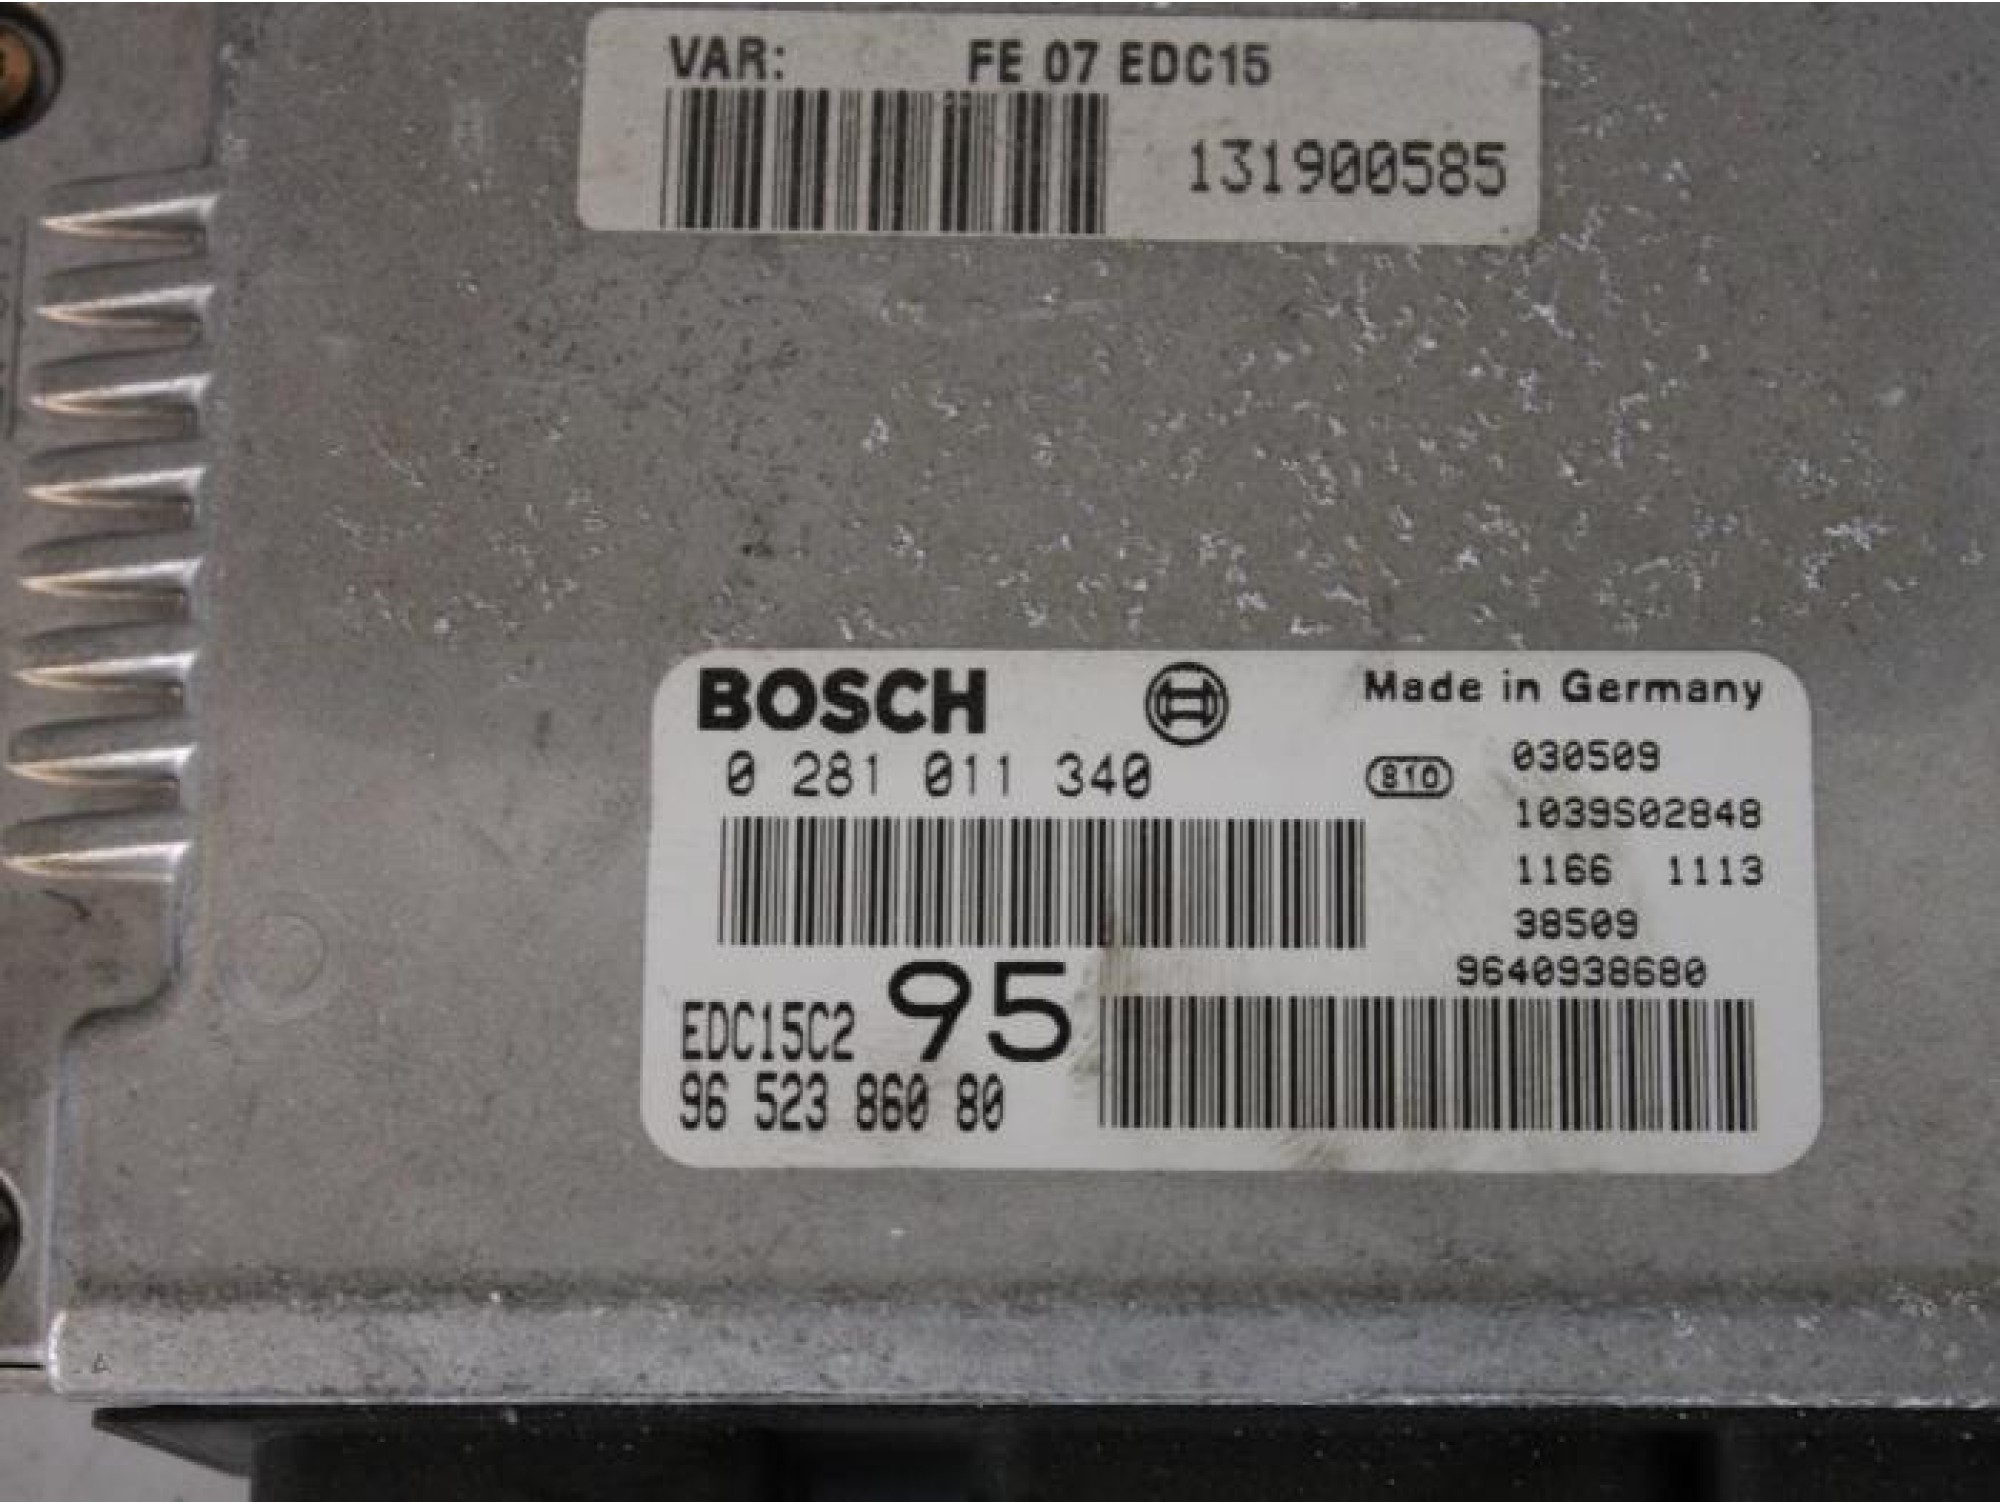 VAR: FE 07 EDC15
131900585
BOSCH Made in Germany
0 281 011 340
810
030509
1039S02848
1166 1113
38509
9640938680
EDC15C2 95
96 523 860 80